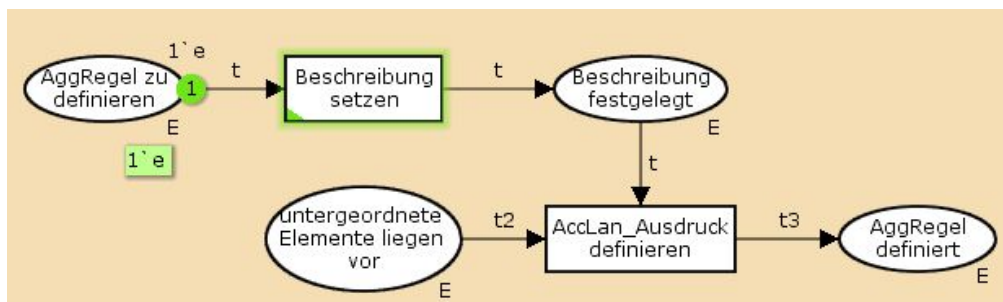 1`e
AggRegel zu
definieren
1
E
1`e
t
Beschreibung
setzen
t
Beschreibung
festgelegt
E
t
untergeordnete
Elemente liegen
vor
E
t2
AccLan_Ausdruck
definieren
t3
AggRegel
definiert
E